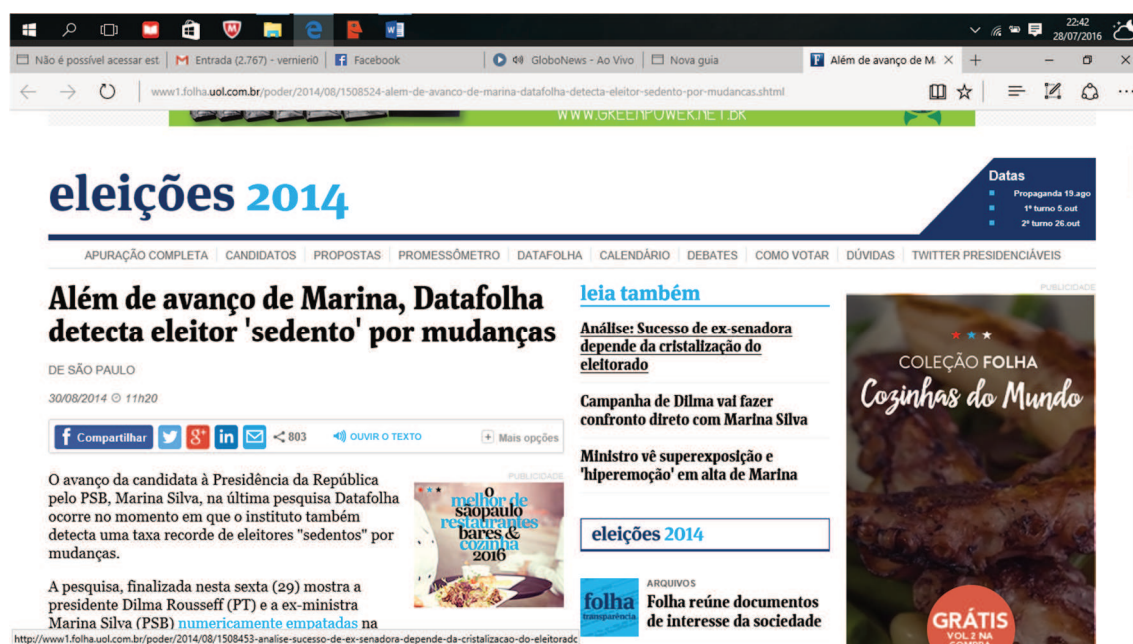 22:42
28/07/2016
Não é possível acessar est
Entrada (2.767) - vernieri0
Facebook
GloboNews - Ao Vivo
Nova guia
Além de avanço de M
www1.folha.uol.com.br/poder/2014/08/1508524-alem-de-avanco-de-marina-datafolha-detecta-eleitor-sedento-por-mudancas.shtml
WWW.GREENPOWER.NET.BR
eleições 2014
Datas
Propaganda 19.ago
1º turno 5.out
2º turno 26.out
APURAÇÃO COMPLETA CANDIDATOS PROPOSTAS PROMESSÔMETRO DATAFOLHA CALENDÁRIO DEBATES COMO VOTAR DÚVIDAS TWITTER PRESIDENCIÁVEIS
Além de avanço de Marina, Datafolha
detecta eleitor 'sedento' por mudanças
DE SÃO PAULO
30/08/2014 11h20
Compartilhar 803 OUVIR O TEXTO + Mais opções
O avanço da candidata à Presidência da República
pelo PSB, Marina Silva, na última pesquisa Datafolha
ocorre no momento em que o instituto também
detecta uma taxa recorde de eleitores "sedentos" por
mudanças.
A pesquisa, finalizada nesta sexta (29) mostra a
presidente Dilma Rousseff (PT) e a ex-ministra
Marina Silva (PSB) numericamente empatadas na
PUBLICIDADE
o
melhor de
sãopaulo
restaurantes
bares &
cozinha
2016
leia também
Análise: Sucesso de ex-senadora
depende da cristalização do
eleitorado
Campanha de Dilma vai fazer
confronto direto com Marina Silva
Ministro vê superexposição e
'hiperemoção' em alta de Marina
eleições 2014
folha
transparência
ARQUIVOS
Folha reúne documentos
de interesse da sociedade
PUBLICIDADE
COLEÇÃO FOLHA
Cozinhas do Mundo
GRÁTIS
VOL 2 NA
COMPRA
http://www1.folha.uol.com.br/poder/2014/08/1508453-analise-sucesso-de-ex-senadora-depende-da-cristalizacao-do-eleitorado